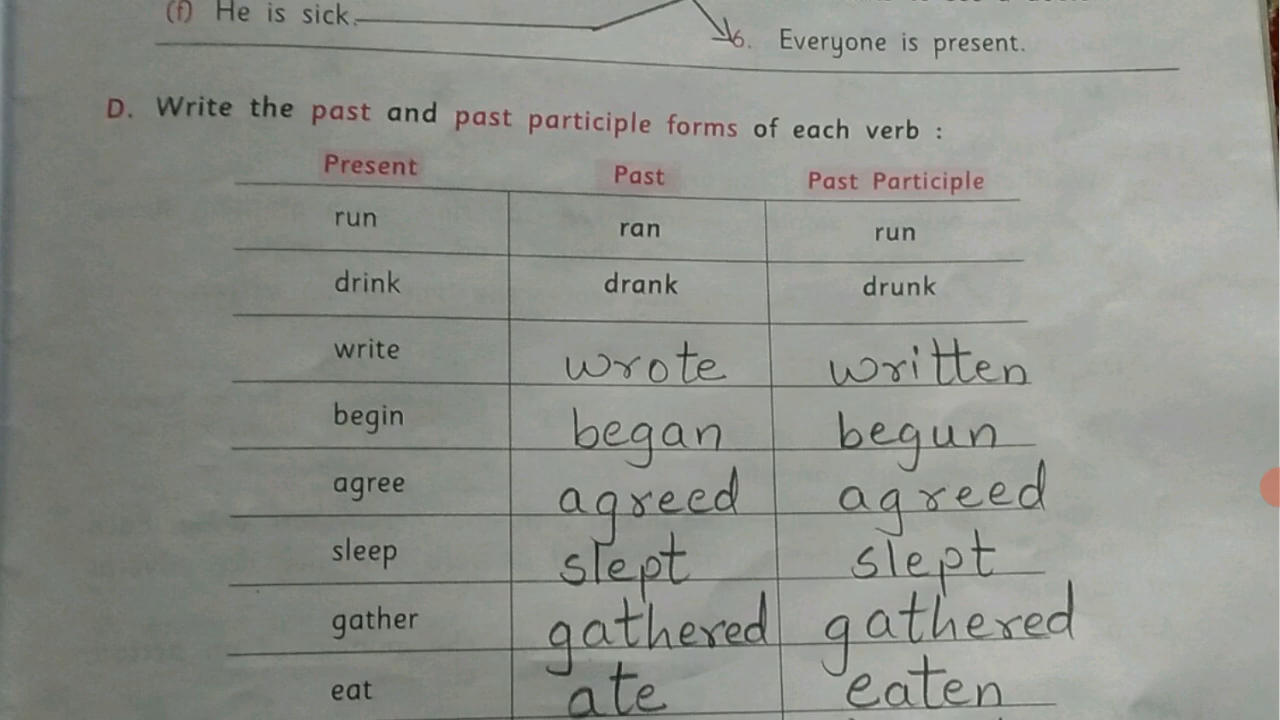 (f) He is sick.
6. Everyone is present.
D. Write the past and past participle forms of each verb :
Present Past Past Participle
run ran run
drink drank drunk
write wrote written
begin began begun
agree agreed agreed
sleep slept slept
gather gathered gathered
eat ate eaten